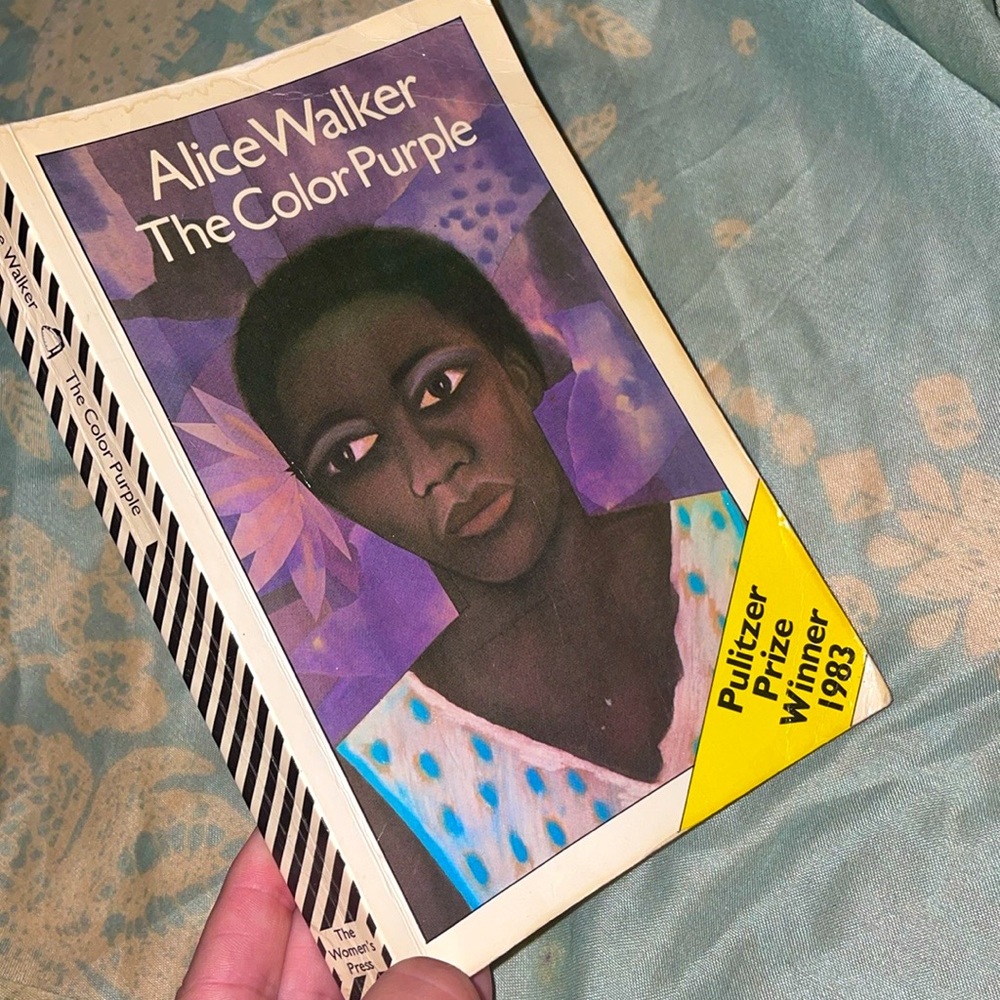 Alice Walker
The Color Purple
Pulitzer
Prize
Winner
1983
Walker
The Color Purple
The
Women's
Press